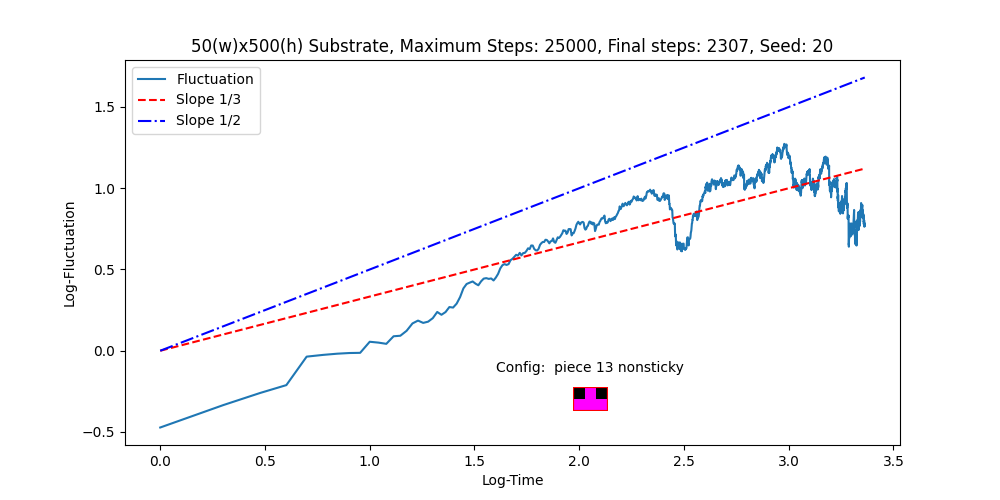 50(w)x500(h) Substrate, Maximum Steps: 25000, Final steps: 2307, Seed: 20
Fluctuation
Slope 1/3
Slope 1/2
Log-Fluctuation
1.5
1.0
0.5
0.0
−0.5
Config:  piece 13 nonsticky
0.0 0.5 1.0 1.5 2.0 2.5 3.0 3.5
Log-Time